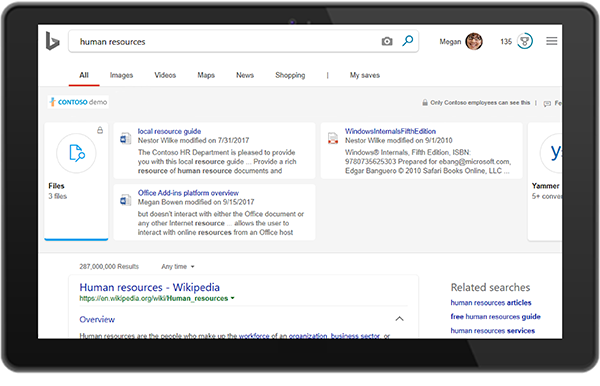 human resources
Megan
135
All Images Videos Maps News Shopping | My saves
CONTOSO demo
Only Contoso employees can see this | Fe
Files
3 files
local resource guide
Nestor Wilke modified on 7/31/2017
The Contoso HR Department is pleased to provide
you with this local resource guide ... Provide a rich
resource of human resource documents and
WindowsInternalsFifthEdition
Nestor Wilke modified on 9/1/2010
Windows® Internals, Fifth Edition, ISBN:
9780735625303 Prepared for ebang@microsoft.com,
Edgar Banguero © 2010 Safari Books Online, LLC ...
Office Add-ins platform overview
Megan Bowen modified on 9/15/2017
but doesn't interact with either the Office document or
any other Internet resource ... allows the user to
interact with online resources from an Office host
ys
Yammer
5+ conver
287,000,000 Results Any time
Human resources - Wikipedia
https://en.wikipedia.org/wiki/Human_resources
Overview
Human resources are the people who make up the workforce of an organization, business sector, or
Related searches
human resources articles
free human resources guide
human resources services